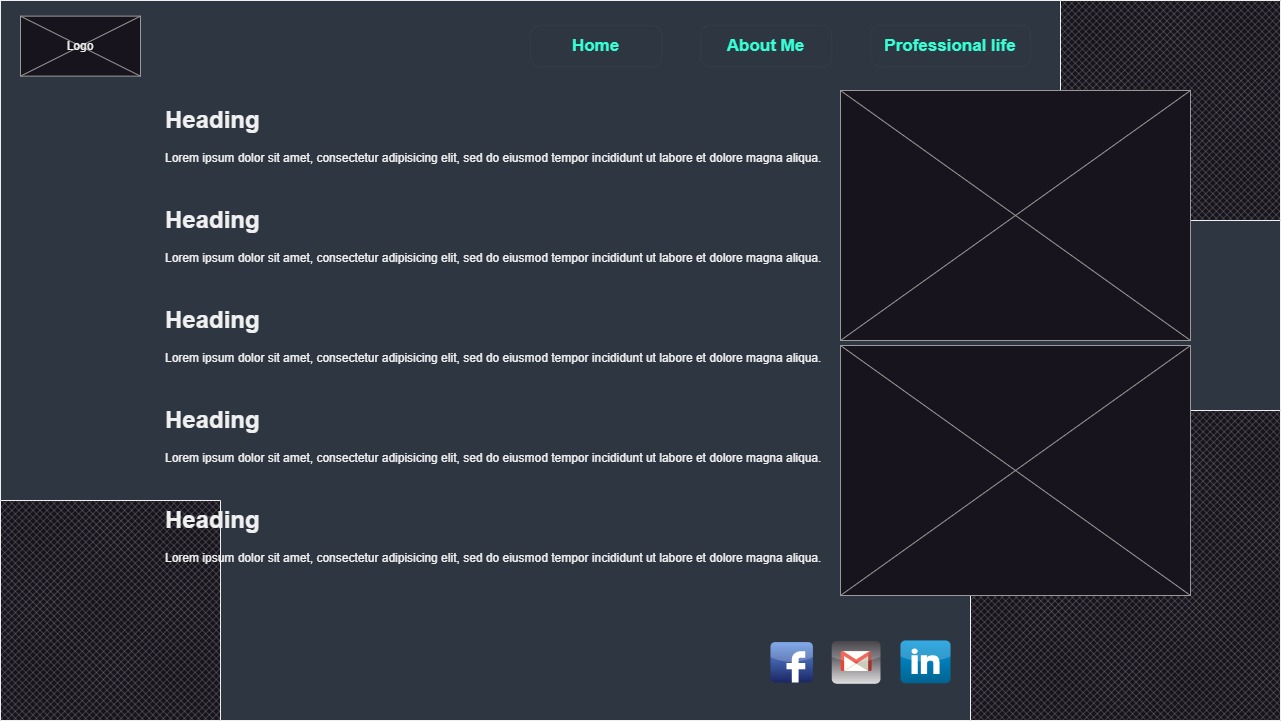 Logo
Home
About Me
Professional life
Heading
Lorem ipsum dolor sit amet, consectetur adipisicing elit, sed do eiusmod tempor incididunt ut labore et dolore magna aliqua.
Heading
Lorem ipsum dolor sit amet, consectetur adipisicing elit, sed do eiusmod tempor incididunt ut labore et dolore magna aliqua.
Heading
Lorem ipsum dolor sit amet, consectetur adipisicing elit, sed do eiusmod tempor incididunt ut labore et dolore magna aliqua.
Heading
Lorem ipsum dolor sit amet, consectetur adipisicing elit, sed do eiusmod tempor incididunt ut labore et dolore magna aliqua.
Heading
Lorem ipsum dolor sit amet, consectetur adipisicing elit, sed do eiusmod tempor incididunt ut labore et dolore magna aliqua.
f
in